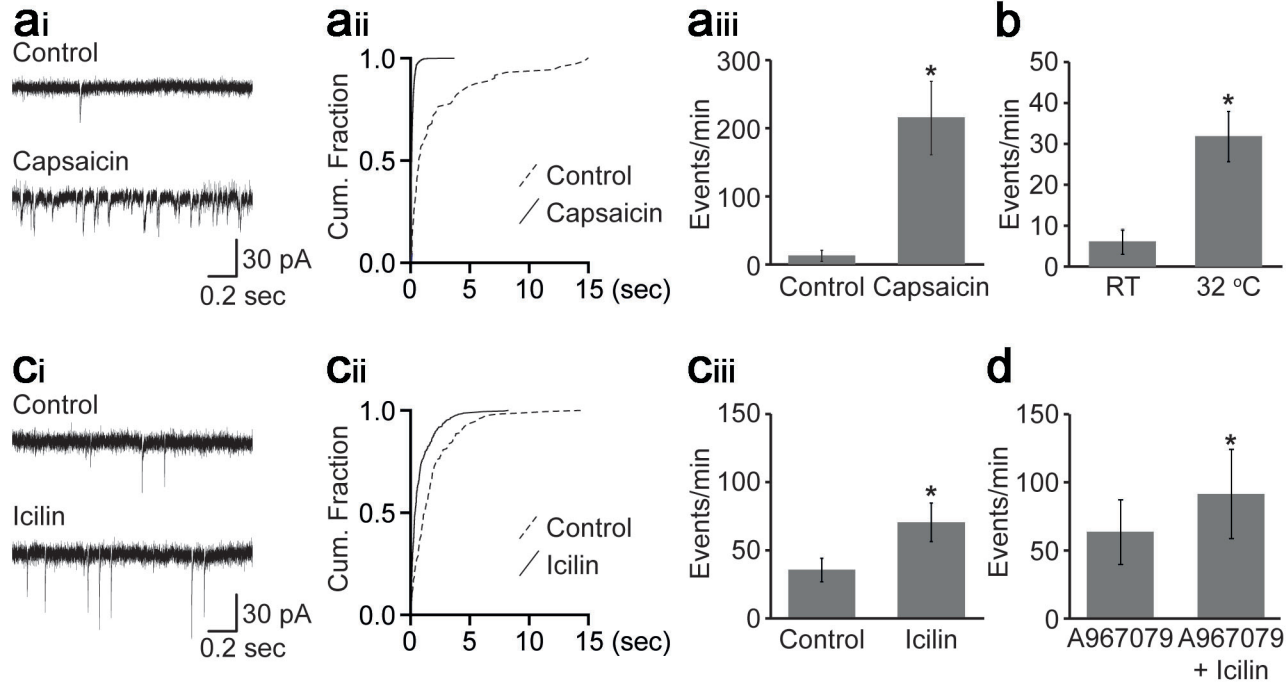 ai
Control
Capsaicin
30 pA
0.2 sec
aii
Cum. Fraction
1.0
0.5
0.0
0 5 10 15 (sec)
Control
Capsaicin
aiii
Events/min
300
200
100
0
Control Capsaicin
*
b
Events/min
50
40
30
20
10
0
RT 32 °C
*
ci
Control
Icilin
30 pA
0.2 sec
cii
Cum. Fraction
1.0
0.5
0.0
0 5 10 15 (sec)
Control
Icilin
ciii
Events/min
150
100
50
0
Control Icilin
*
d
Events/min
150
100
50
0
A967079 A967079
+ Icilin
*